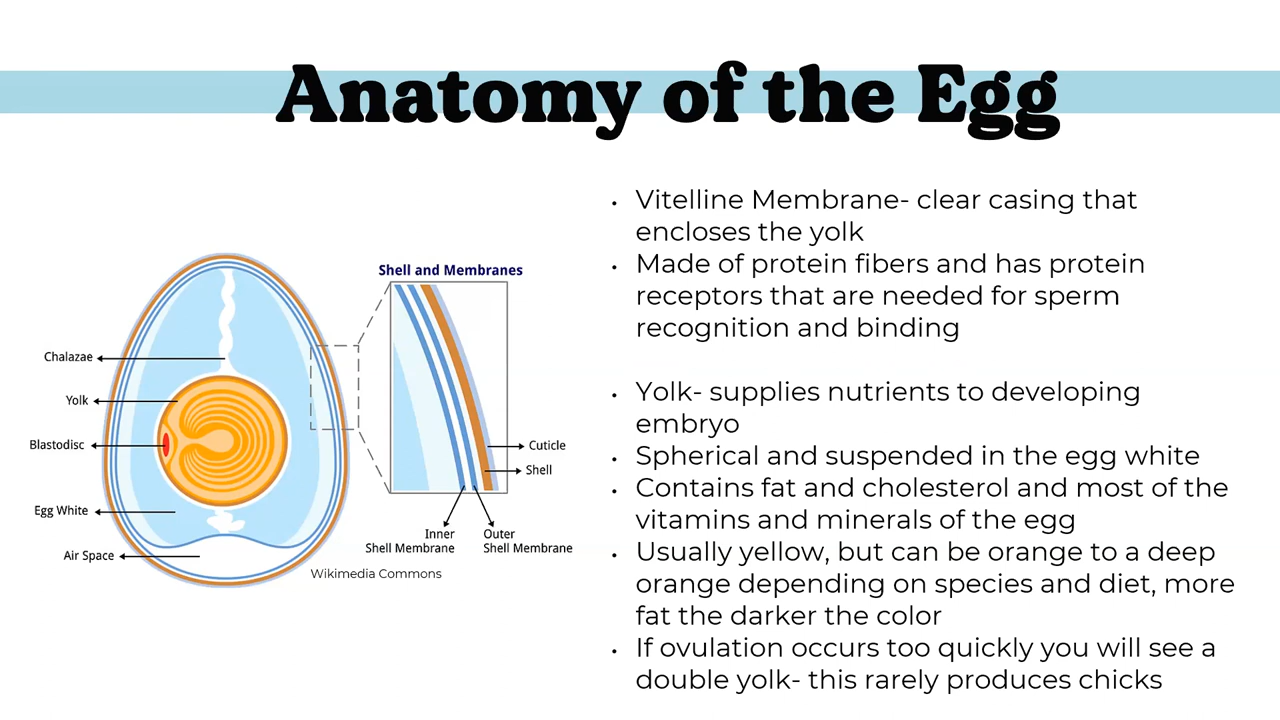 Anatomy of the Egg
Shell and Membranes
Chalazae
Yolk
Blastodisc
Egg White
Air Space
Cuticle
Shell
Inner
Shell Membrane
Outer
Shell Membrane
Wikimedia Commons
• Vitelline Membrane- clear casing that
encloses the yolk
• Made of protein fibers and has protein
receptors that are needed for sperm
recognition and binding
• Yolk- supplies nutrients to developing
embryo
• Spherical and suspended in the egg white
• Contains fat and cholesterol and most of the
vitamins and minerals of the egg
• Usually yellow, but can be orange to a deep
orange depending on species and diet, more
fat the darker the color
• If ovulation occurs too quickly you will see a
double yolk- this rarely produces chicks